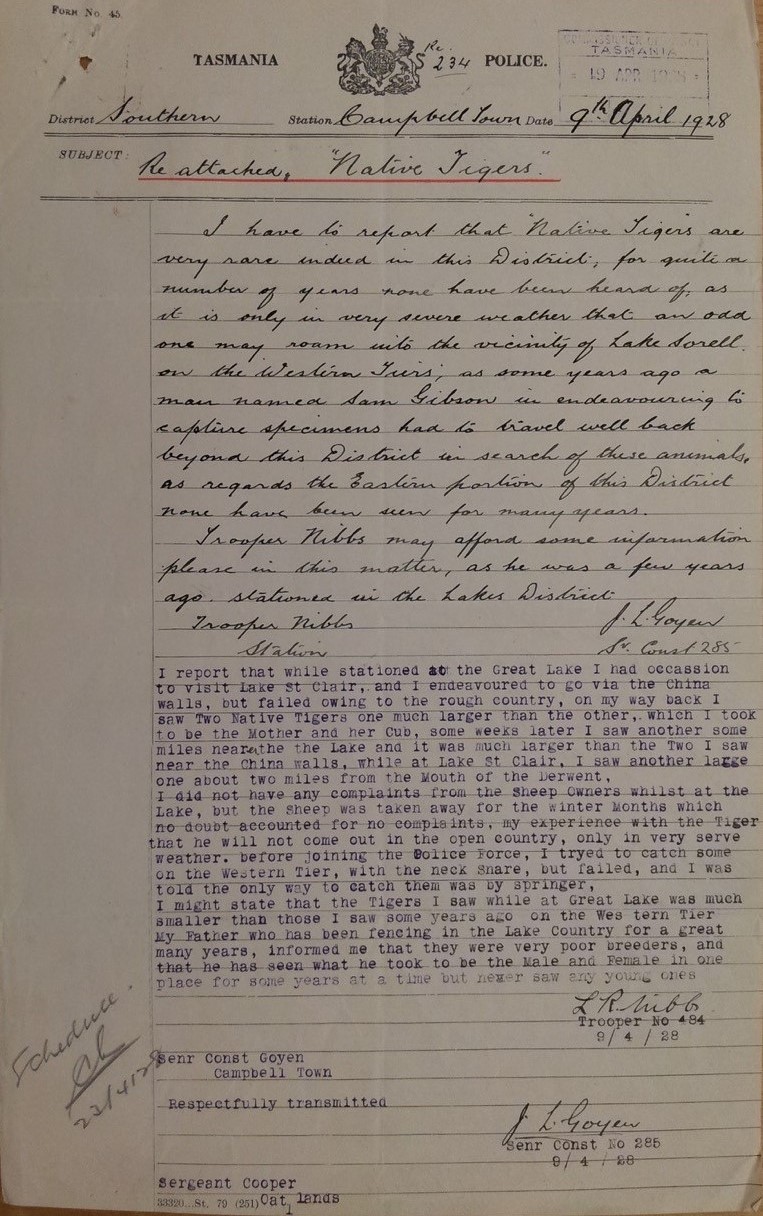 FORM No 45.
TASMANIA Re. 234 POLICE.
TASMANIA
19 APR 1928
District Southern Station Campbell Town Date 9th April 1928
SUBJECT: Re attached, "Native Tigers".
I have to report that "Native Tigers are
very rare indeed in this District, for quite a
number of years none have been heard of, as
it is only in very severe weather that an odd
one may roam into the vicinity of Lake Sorell.
on the Western Tiers, as some years ago a
man named Sam Gibson in endeavouring to
capture specimens had to travel well back
beyond this District in search of these animals,
as regards the Eastern portion of this District
none have been seen for many years.
Trooper Nibbs may afford some information
please in this matter, as he was a few years
ago. stationed in the Lakes District
Trooper Nibbs J. L. Goyen
Station Sr. Const 285
I report that while stationed at the Great Lake I had occassion
to visit Lake St Clair, and I endeavoured to go via the China
walls, but failed owing to the rough country, on my way back I
saw Two Native Tigers one much larger than the other, which I took
to be the Mother and her Cub, some weeks later I saw another some
miles near the the Lake and it was much larger than the Two I saw
near the China walls, while at Lake St Clair, I saw another large
one about two miles from the Mouth of the Derwent,
I did not have any complaints from the Sheep Owners whilst at the
Lake, but the Sheep was taken away for the winter Months which
no doubt accounted for no complaints, my experience with the Tiger
that he will not come out in the open country, only in very serve
weather. before joining the Police Force, I tryed to catch some
on the Western Tier, with the neck Snare, but failed, and I was
told the only way to catch them was by springer,
I might state that the Tigers I saw while at Great Lake was much
smaller than those I saw some years ago on the Wes tern Tier
My Father who has been fencing in the Lake Country for a great
many years, informed me that they were very poor breeders, and
that he has seen what he took to be the Male and Female in one
place for some years at a time but never saw any young ones
L R Nibbs
Trooper No 484
9/4/28
Schedule.
23/4/28
Senr Const Goyen
Campbell Town
Respectfully transmitted
J. L. Goyen
Senr Const No 285
9/4/28
Sergeant Cooper
33320...St. 79 (251) Oat lands